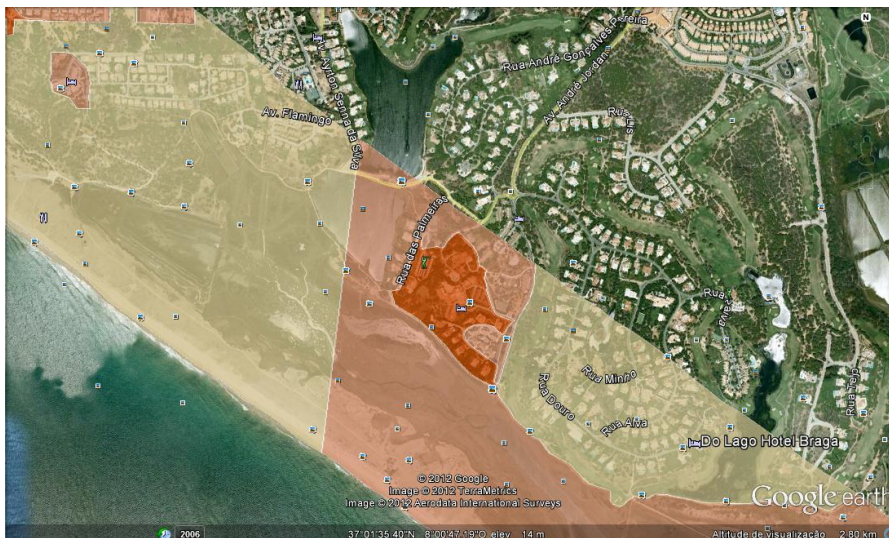 N
Rua André Gonçalves Pereira
Av. André Jordan
Av. Ayrton Senna da Silva
Av. Flamingo
Rua das Palmeiras
Rua Minho
Rua Douro
Rua Alva
Do Lago Hotel Braga
© 2012 Google
Image © 2012 TerraMetrics
Image © 2012 Aerodata International Surveys
Google earth
2006
37°01'35.40"N
8°00'47.19"O
elev
14 m
Altitude de visualização
2.80 km